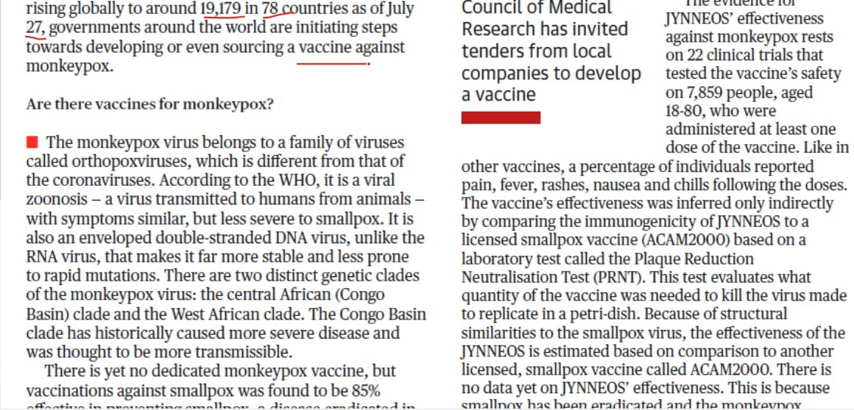 rising globally to around 19,179 in 78 countries as of July
27, governments around the world are initiating steps
towards developing or even sourcing a vaccine against
monkeypox.
Are there vaccines for monkeypox?
■ The monkeypox virus belongs to a family of viruses
called orthopoxviruses, which is different from that of
the coronaviruses. According to the WHO, it is a viral
zoonosis – a virus transmitted to humans from animals –
with symptoms similar, but less severe to smallpox. It is
also an enveloped double-stranded DNA virus, unlike the
RNA virus, that makes it far more stable and less prone
to rapid mutations. There are two distinct genetic clades
of the monkeypox virus: the central African (Congo
Basin) clade and the West African clade. The Congo Basin
clade has historically caused more severe disease and
was thought to be more transmissible.
There is yet no dedicated monkeypox vaccine, but
vaccinations against smallpox was found to be 85%
effective in preventing smallpox, a disease eradicated in
Council of Medical
Research has invited
tenders from local
companies to develop
a vaccine
The evidence for
JYNNEOS’ effectiveness
against monkeypox rests
on 22 clinical trials that
tested the vaccine’s safety
on 7,859 people, aged
18-80, who were
administered at least one
dose of the vaccine. Like in
other vaccines, a percentage of individuals reported
pain, fever, rashes, nausea and chills following the doses.
The vaccine’s effectiveness was inferred only indirectly
by comparing the immunogenicity of JYNNEOS to a
licensed smallpox vaccine (ACAM2000) based on a
laboratory test called the Plaque Reduction
Neutralisation Test (PRNT). This test evaluates what
quantity of the vaccine was needed to kill the virus made
to replicate in a petri-dish. Because of structural
similarities to the smallpox virus, the effectiveness of the
JYNNEOS is estimated based on comparison to another
licensed, smallpox vaccine called ACAM2000. There is
no data yet on JYNNEOS’ effectiveness. This is because
smallpox has been eradicated and the monkeypox